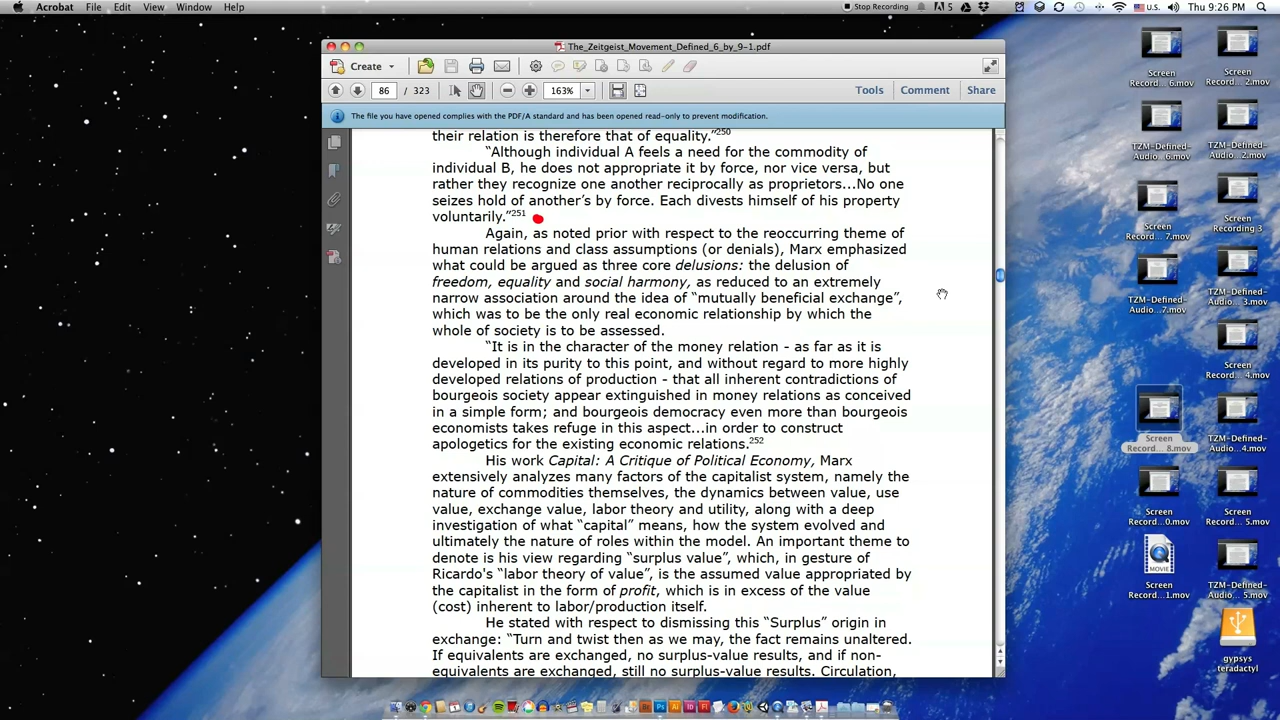 Acrobat File Edit View Window Help
Stop Recording
5
U.S.
Thu 9:26 PM
The_Zeitgeist_Movement_Defined_6_by_9-1.pdf
Create
86 / 323
163%
Tools Comment Share
The file you have opened complies with the PDF/A standard and has been opened read-only to prevent modification.
their relation is therefore that of equality.”250
“Although individual A feels a need for the commodity of
individual B, he does not appropriate it by force, nor vice versa, but
rather they recognize one another reciprocally as proprietors...No one
seizes hold of another’s by force. Each divests himself of his property
voluntarily.”251
Again, as noted prior with respect to the reoccurring theme of
human relations and class assumptions (or denials), Marx emphasized
what could be argued as three core delusions: the delusion of
freedom, equality and social harmony, as reduced to an extremely
narrow association around the idea of “mutually beneficial exchange”,
which was to be the only real economic relationship by which the
whole of society is to be assessed.
“It is in the character of the money relation - as far as it is
developed in its purity to this point, and without regard to more highly
developed relations of production - that all inherent contradictions of
bourgeois society appear extinguished in money relations as conceived
in a simple form; and bourgeois democracy even more than bourgeois
economists takes refuge in this aspect...in order to construct
apologetics for the existing economic relations.”252
His work Capital: A Critique of Political Economy, Marx
extensively analyzes many factors of the capitalist system, namely the
nature of commodities themselves, the dynamics between value, use
value, exchange value, labor theory and utility, along with a deep
investigation of what “capital” means, how the system evolved and
ultimately the nature of roles within the model. An important theme to
denote is his view regarding “surplus value”, which, in gesture of
Ricardo's “labor theory of value”, is the assumed value appropriated by
the capitalist in the form of profit, which is in excess of the value
(cost) inherent to labor/production itself.
He stated with respect to dismissing this “Surplus” origin in
exchange: “Turn and twist then as we may, the fact remains unaltered.
If equivalents are exchanged, no surplus-value results, and if non-
equivalents are exchanged, still no surplus-value results. Circulation,
Screen
Record... 6.mov
Screen
Record... 2.mov
TZM-Defined
-Audio...6.mov
TZM-Defined
-Audio...2.mov
Screen
Record... 7.mov
Screen
Recording 3
TZM-Defined
-Audio...7.mov
TZM-Defined
-Audio...3.mov
Screen
Record... 4.mov
Screen
Record... 8.mov
TZM-Defined
-Audio...4.mov
Screen
Record...0.mov
Screen
Record... 5.mov
MOVIE
Screen
Record...1.mov
TZM-Defined
-Audio... 5.mov
gypsys
teradactyl